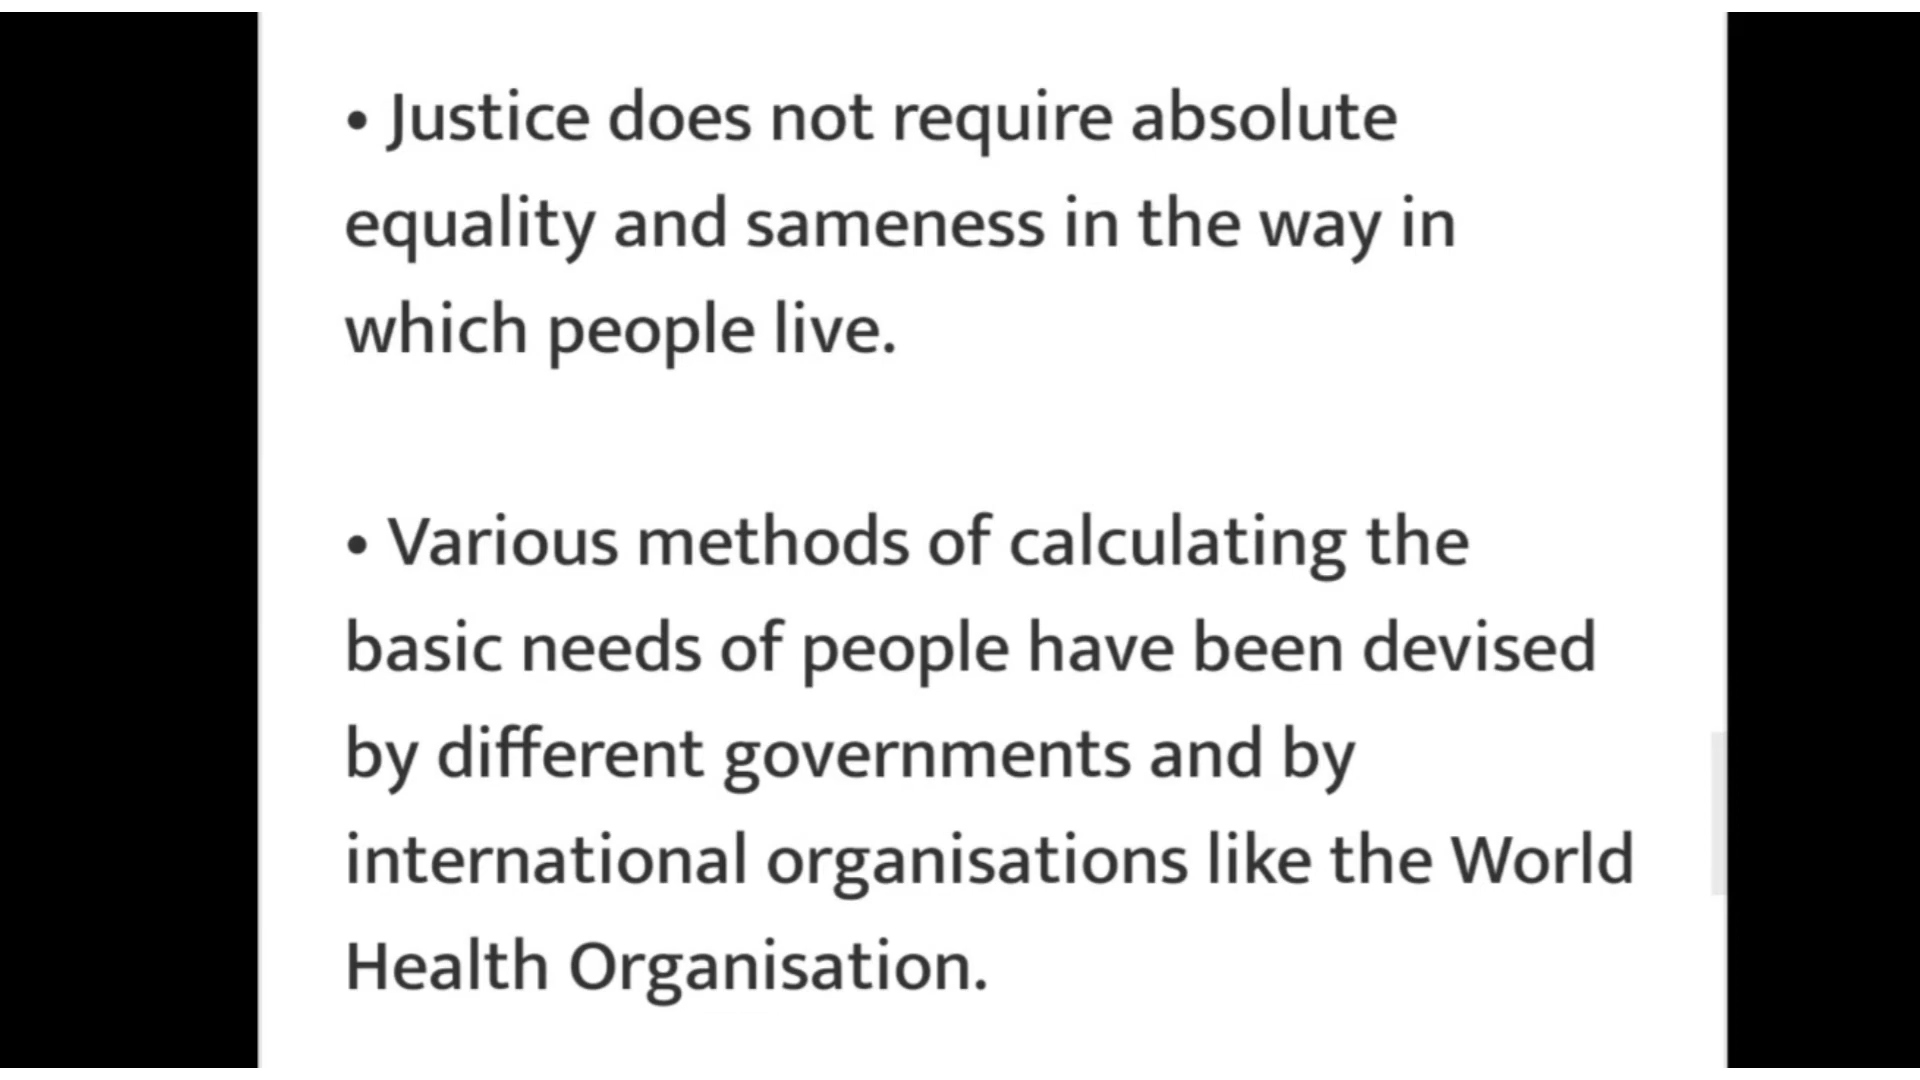 • Justice does not require absolute
equality and sameness in the way in
which people live.
• Various methods of calculating the
basic needs of people have been devised
by different governments and by
international organisations like the World
Health Organisation.